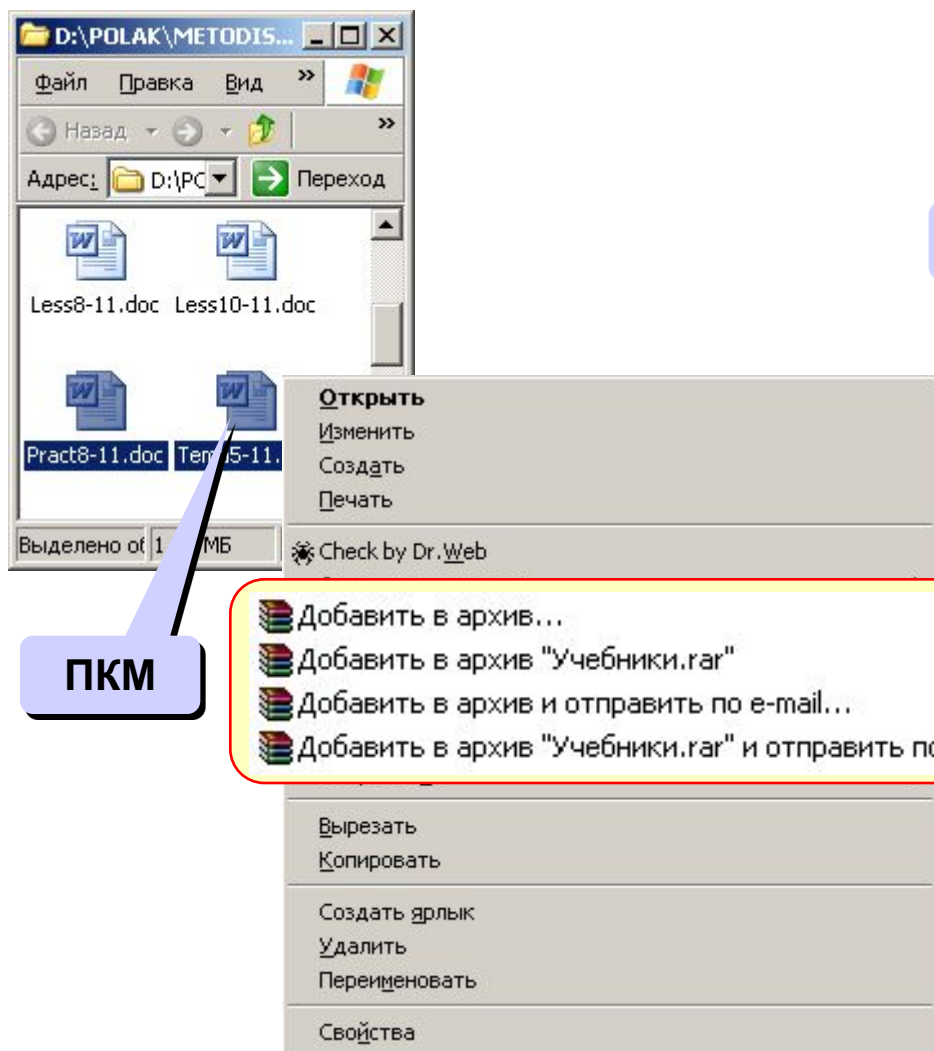 D:\POLAK\METODIS...
Файл Правка Вид »
Назад »
Адрес: D:\PC Переход
Less8-11.doc Less10-11.doc
Pract8-11.doc
Выделено 1 МБ
ПКМ
Открыть
Изменить
Создать
Печать
Check by Dr.Web
Добавить в архив...
Добавить в архив "Учебники.rar"
Добавить в архив и отправить по e-mail...
Добавить в архив "Учебники.rar" и отправить по
Вырезать
Копировать
Создать ярлык
Удалить
Переименовать
Свойства